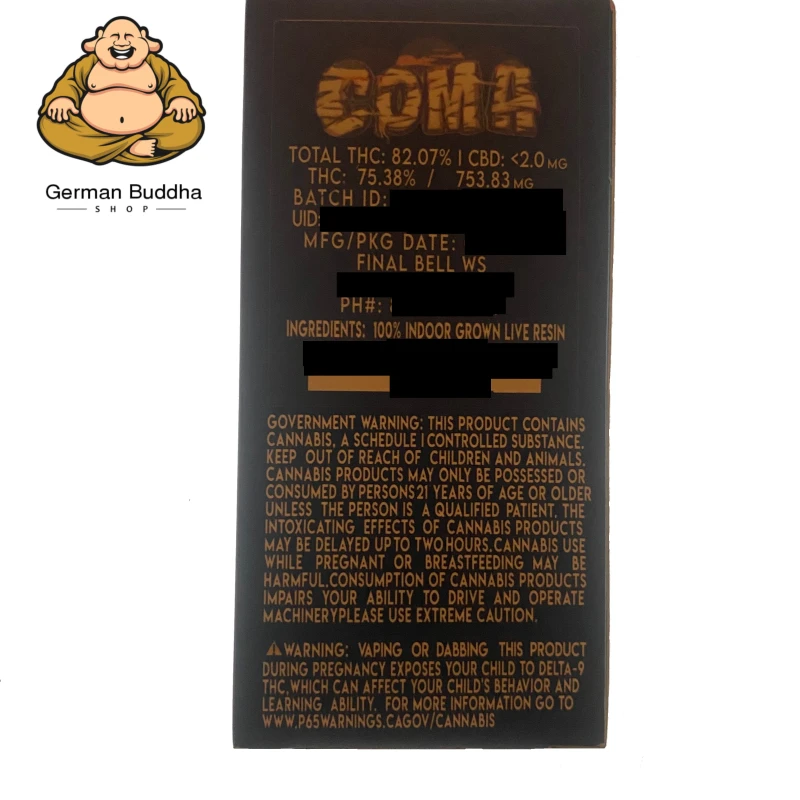 German Buddha
SHOP
COMA
TOTAL THC: 82.07% | CBD: <2.0 MG
THC: 75.38% / 753.83 MG
BATCH ID:
UID:
MFG/PKG DATE:
FINAL BELL WS
PH#:
INGREDIENTS: 100% INDOOR GROWN LIVE RESIN
GOVERNMENT WARNING: THIS PRODUCT CONTAINS
CANNABIS, A SCHEDULE I CONTROLLED SUBSTANCE.
KEEP OUT OF REACH OF CHILDREN AND ANIMALS.
CANNABIS PRODUCTS MAY ONLY BE POSSESSED OR
CONSUMED BY PERSONS 21 YEARS OF AGE OR OLDER
UNLESS THE PERSON IS A QUALIFIED PATIENT. THE
INTOXICATING EFFECTS OF CANNABIS PRODUCTS
MAY BE DELAYED UP TO TWO HOURS. CANNABIS USE
WHILE PREGNANT OR BREASTFEEDING MAY BE
HARMFUL. CONSUMPTION OF CANNABIS PRODUCTS
IMPAIRS YOUR ABILITY TO DRIVE AND OPERATE
MACHINERYPLEASE USE EXTREME CAUTION.
⚠WARNING: VAPING OR DABBING THIS PRODUCT
DURING PREGNANCY EXPOSES YOUR CHILD TO DELTA-9
THC, WHICH CAN AFFECT YOUR CHILD'S BEHAVIOR AND
LEARNING ABILITY. FOR MORE INFORMATION GO TO
WWW.P65WARNINGS.CAGOV/CANNABIS